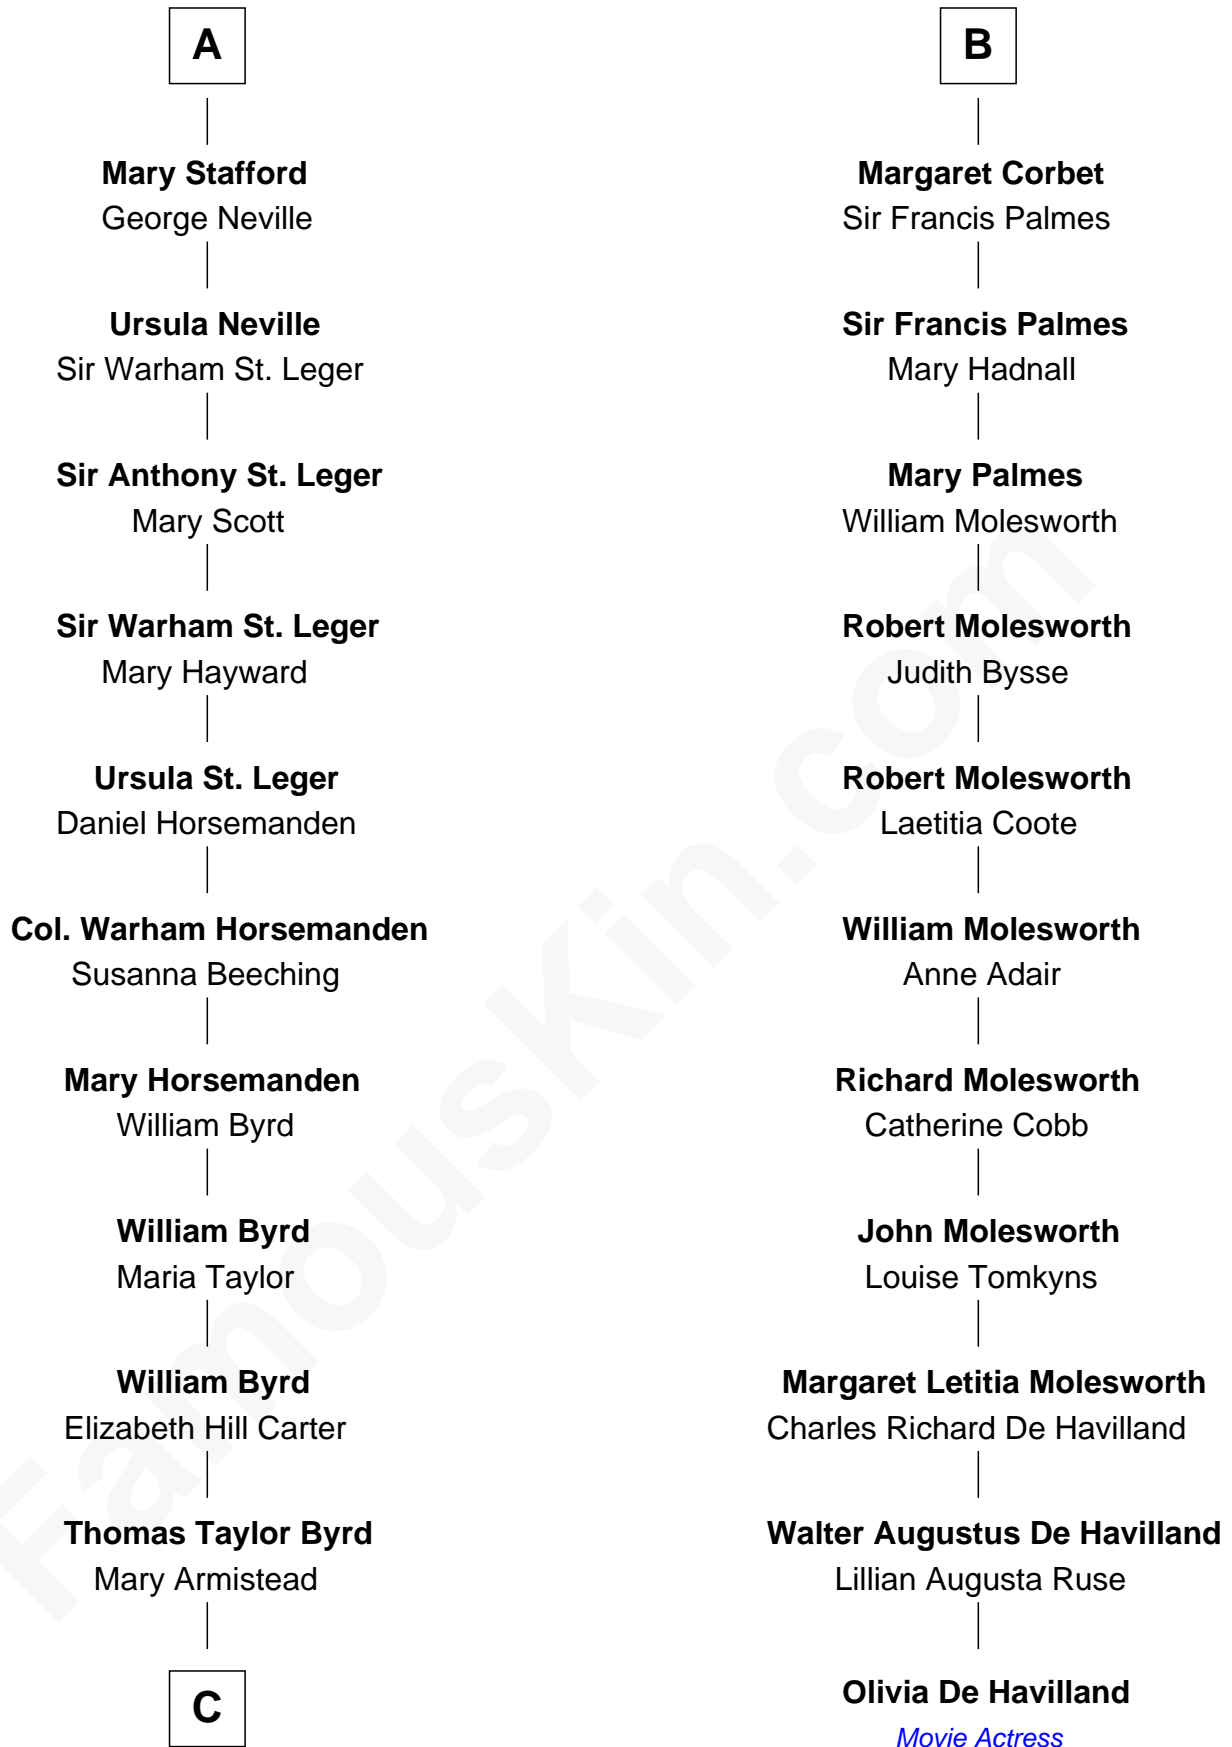 A
Mary Stafford
George Neville
Ursula Neville
Sir Warham St. Leger
Sir Anthony St. Leger
Mary Scott
Sir Warham St. Leger
Mary Hayward
Ursula St. Leger
Daniel Horsemanden
Col. Warham Horsemanden
Susanna Beeching
Mary Horsemanden
William Byrd
William Byrd
Maria Taylor
William Byrd
Elizabeth Hill Carter
Thomas Taylor Byrd
Mary Armistead
C
B
Margaret Corbet
Sir Francis Palmes
Sir Francis Palmes
Mary Hadnall
Mary Palmes
William Molesworth
Robert Molesworth
Judith Bysse
Robert Molesworth
Laetitia Coote
William Molesworth
Anne Adair
Richard Molesworth
Catherine Cobb
John Molesworth
Louise Tomkyns
Margaret Letitia Molesworth
Charles Richard De Havilland
Walter Augustus De Havilland
Lillian Augusta Ruse
Olivia De Havilland
Movie Actress
FamousKin.com